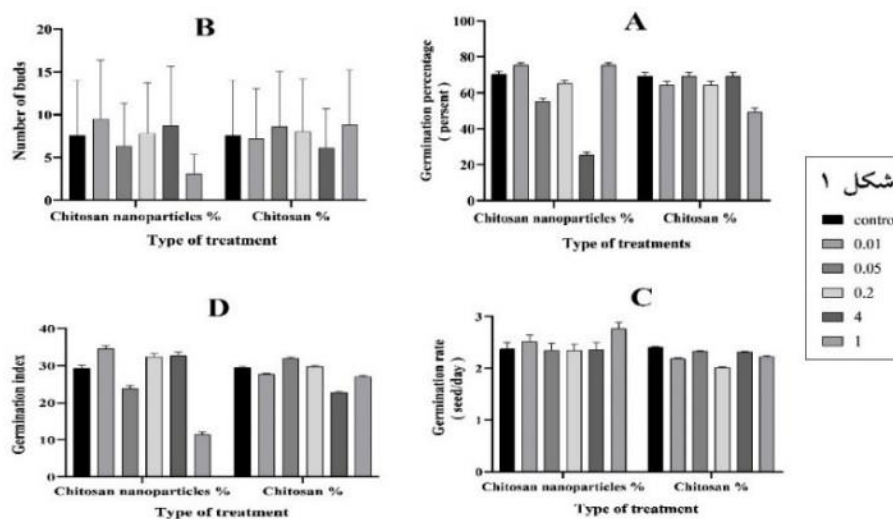 B
Number of buds
20
15
10
5
0
Chitosan nanoparticles %
Chitosan %
Type of treatment
A
Germination percentage
( persent )
100
80
60
40
20
0
Chitosan nanoparticles %
Chitosan %
Type of treatments
شکل ۱
contro
0.01
0.05
0.2
4
1
D
Germination index
40
30
20
10
0
Chitosan nanoparticles %
Chitosan %
Type of treatment
C
Germination rate
( seed/day )
3
2
1
0
Chitosan nanoparticles %
Chitosan %
Type of treatment